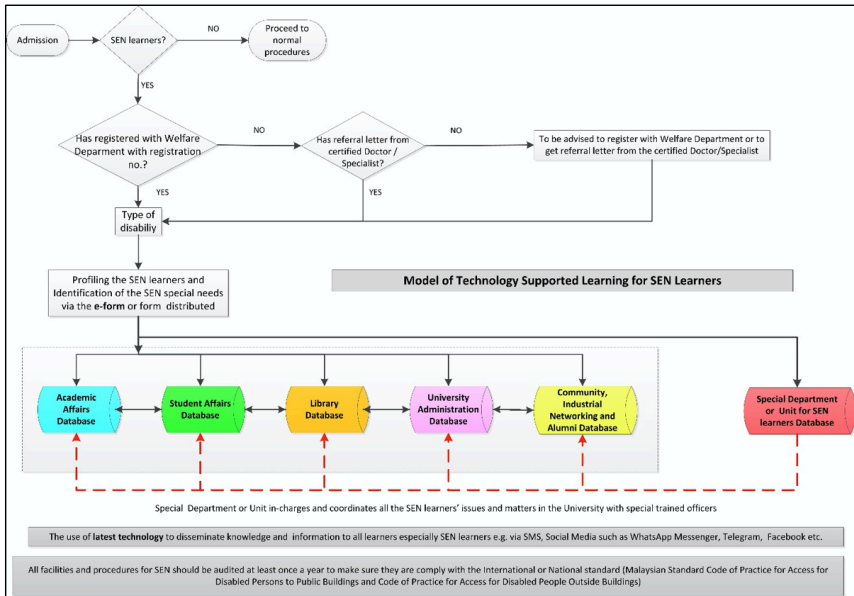 Admission
SEN learners?
NO
Proceed to
normal
procedures
YES
Has registered with Welfare
Deparment with registration
no.?
NO
Has referral letter from
certified Doctor /
Specialist?
NO
To be advised to register with Welfare Department or to
get referral letter from the certified Doctor/Specialist
YES
YES
Type of
disabiliy
Profiling the SEN learners and
Identification of the SEN special needs
via the e-form or form distributed
Model of Technology Supported Learning for SEN Learners
Academic
Affairs
Database
Student Affairs
Database
Library
Database
University
Administration
Database
Community,
Industrial
Networking and
Alumni Database
Special Department
or Unit for SEN
learners Database
Special Department or Unit in-charges and coordinates all the SEN learners’ issues and matters in the University with special trained officers
The use of latest technology to disseminate knowledge and information to all learners especially SEN learners e.g. via SMS, Social Media such as WhatsApp Messenger, Telegram, Facebook etc.
All facilities and procedures for SEN should be audited at least once a year to make sure they are comply with the International or National standard (Malaysian Standard Code of Practice for Access for
Disabled Persons to Public Buildings and Code of Practice for Access for Disabled People Outside Buildings)